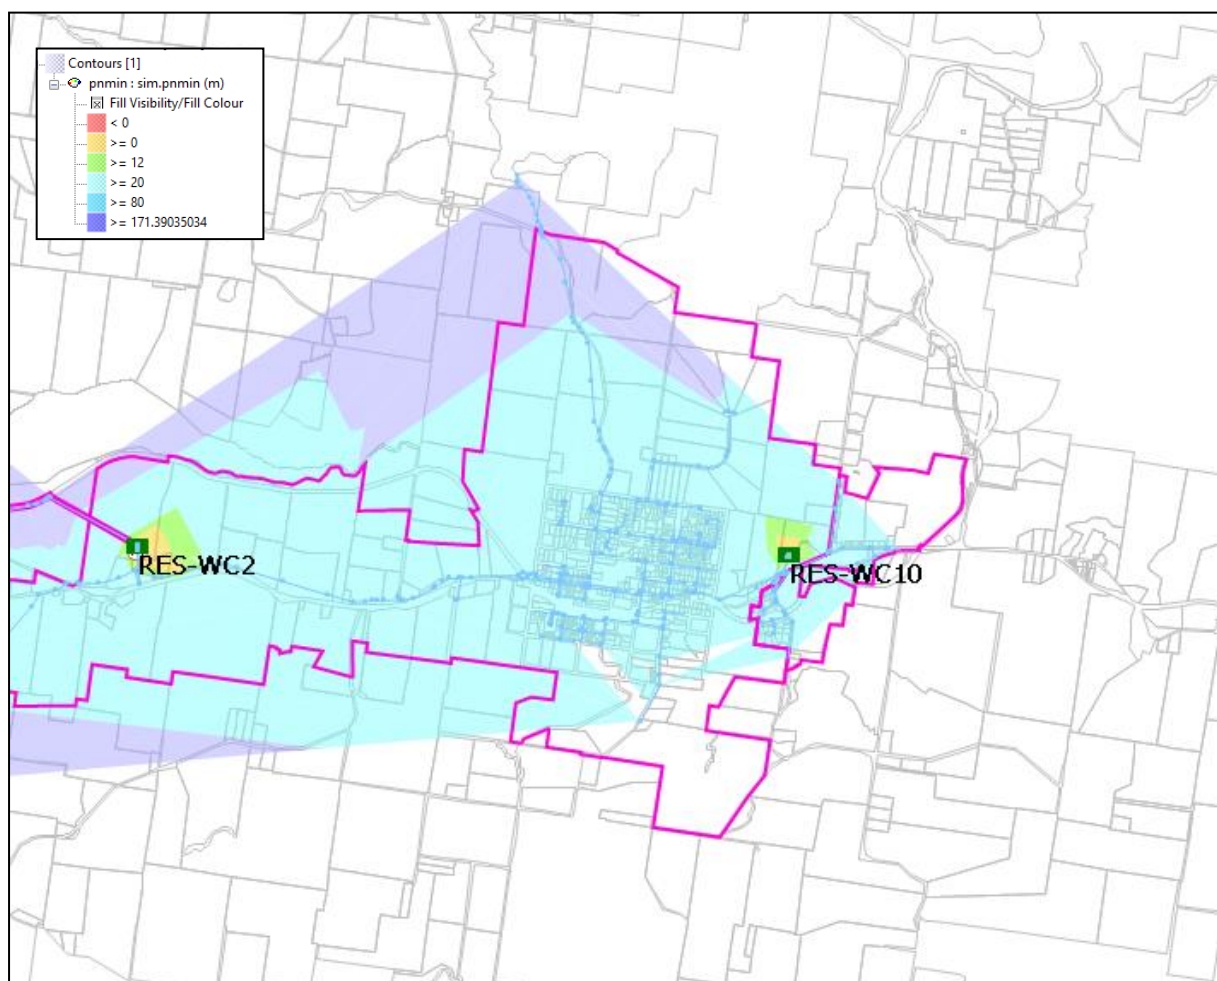 Contours [1]
pnmin : sim.pnmin (m)
Fill Visibility/Fill Colour
< 0
>= 0
>= 12
>= 20
>= 80
>= 171.39035034
RES-WC2
RES-WC10